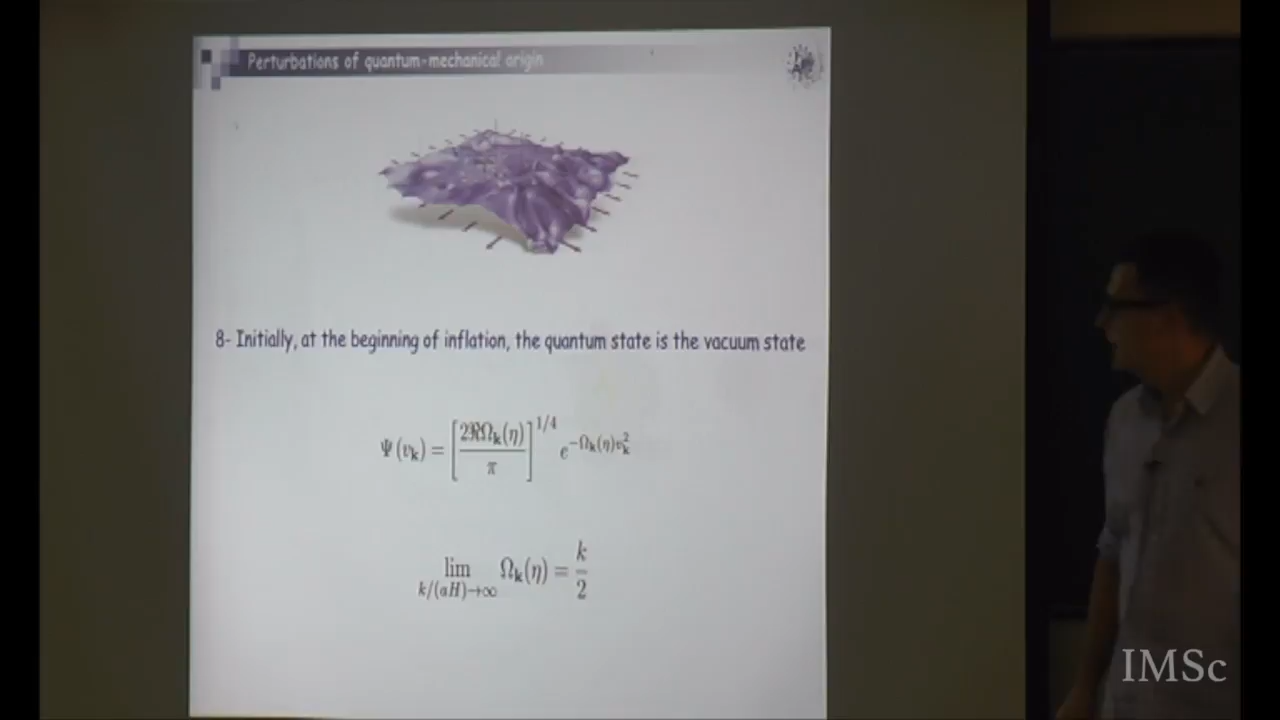 Perturbations of quantum-mechanical origin
8- Initially, at the beginning of inflation, the quantum state is the vacuum state
Ψ(v_k) = [2ℜΩ_k(η)/π]^{1/4} e^{-Ω_k(η)v_k^2}
lim_{k/(aH)→∞} Ω_k(η) = k/2
IMSc